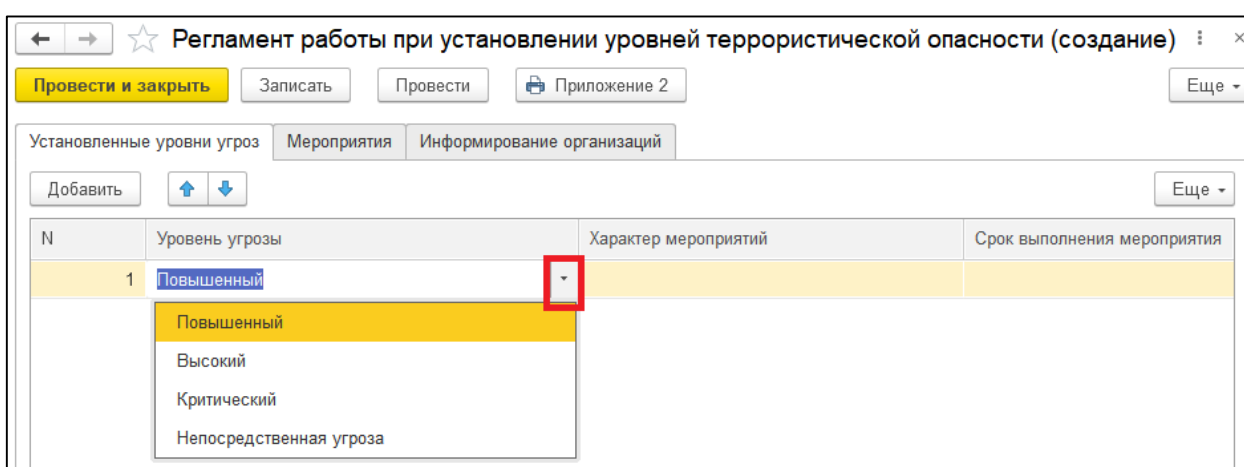 Регламент работы при установлении уровней террористической опасности (создание)
Провести и закрыть Записать Провести Приложение 2 Еще
Установленные уровни угроз Мероприятия Информирование организаций
Добавить Еще
N Уровень угрозы Характер мероприятий Срок выполнения мероприятия
1 Повышенный
Повышенный
Высокий
Критический
Непосредственная угроза